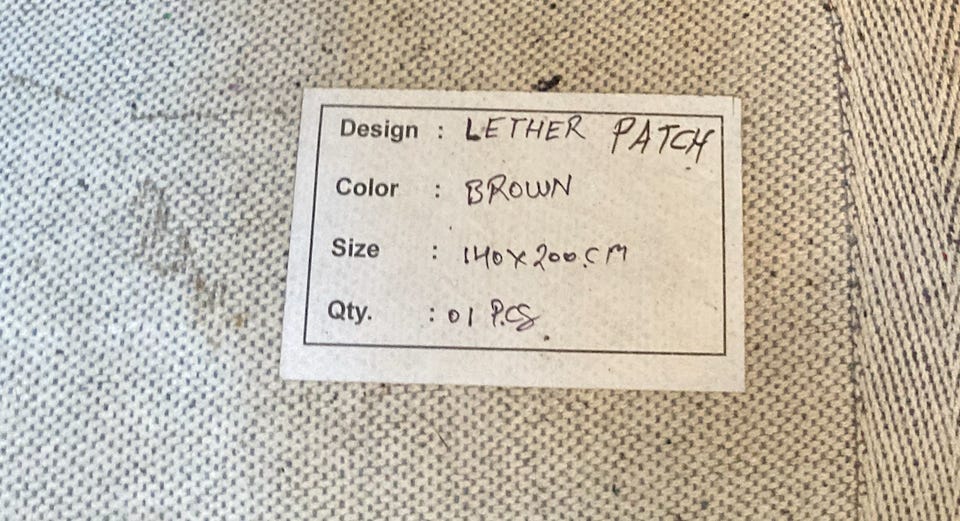 Design : LETHER PATCH
Color : BROWN
Size : 140X200.CM
Qty. : 01 P.CS